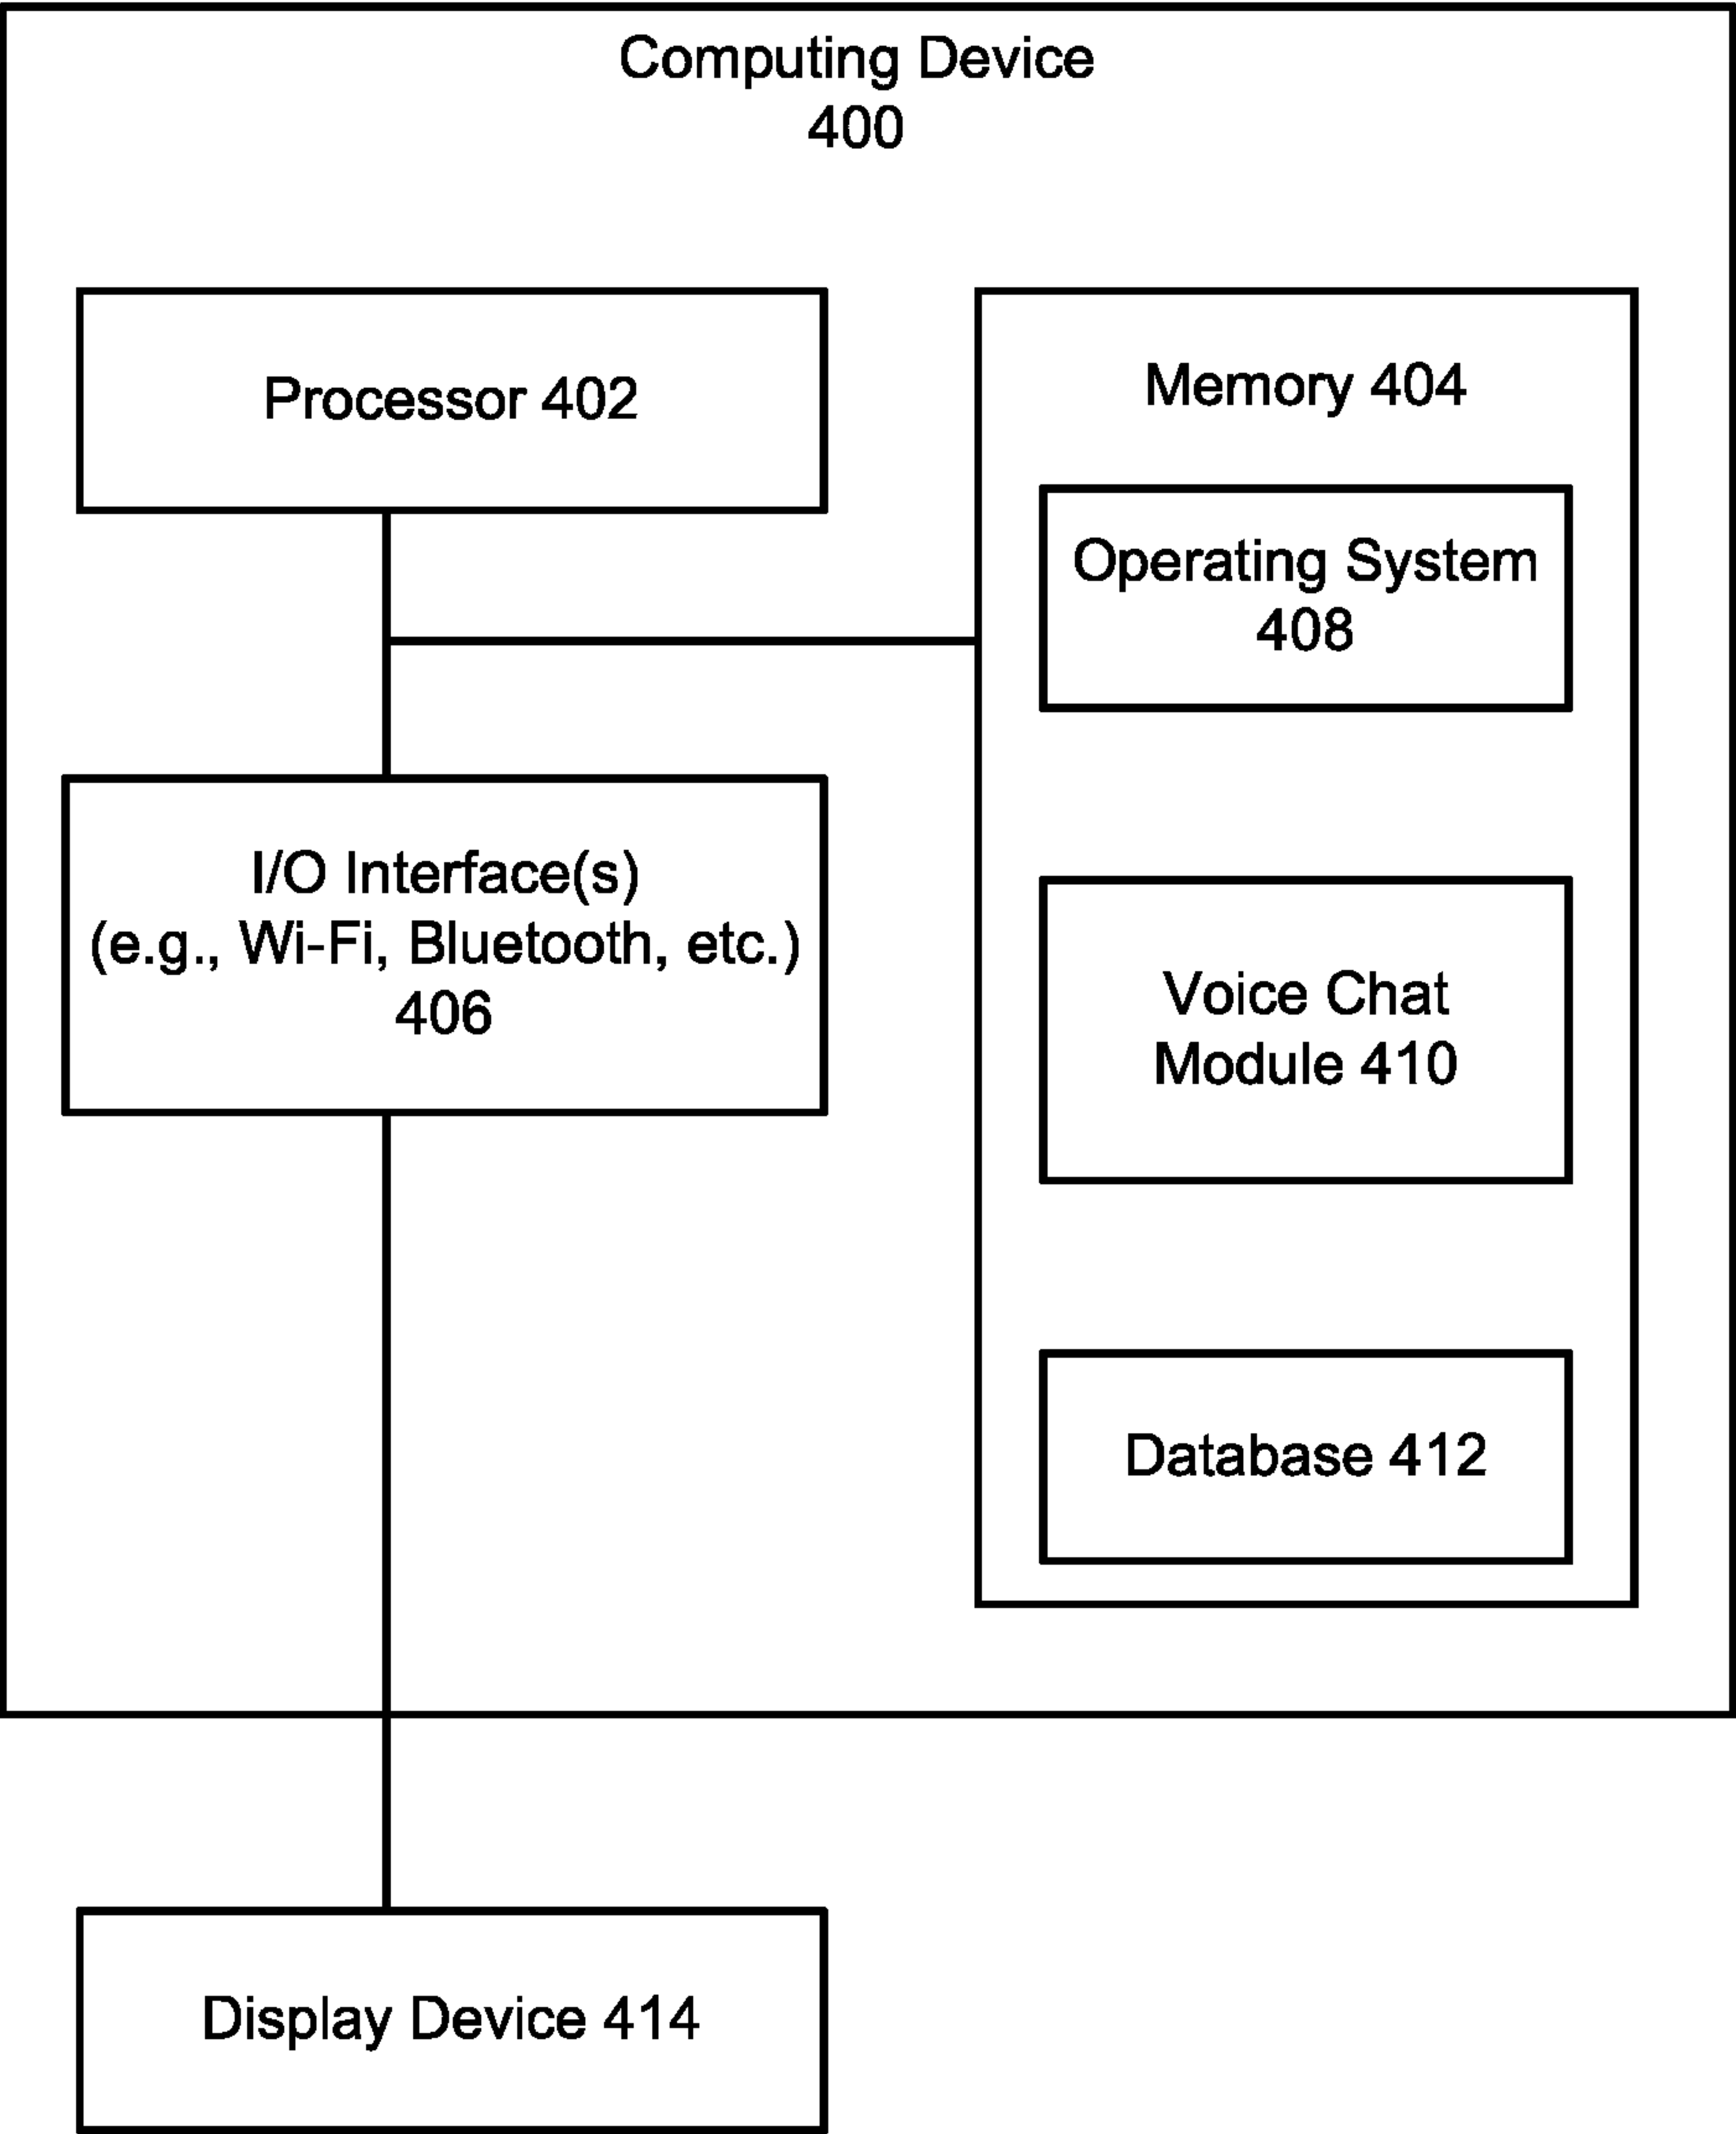 Computing Device
400
Processor 402
Memory 404
Operating System
408
I/O Interface(s)
(e.g., Wi-Fi, Bluetooth, etc.)
406
Voice Chat
Module 410
Database 412
Display Device 414